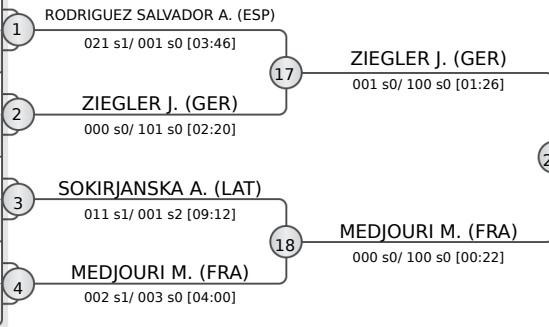 1
RODRIGUEZ SALVADOR A. (ESP)
021 s1/ 001 s0 [03:46]
17
ZIEGLER J. (GER)
001 s0/ 100 s0 [01:26]
2
ZIEGLER J. (GER)
000 s0/ 101 s0 [02:20]
3
SOKIRJANSKA A. (LAT)
011 s1/ 001 s2 [09:12]
18
MEDJOURI M. (FRA)
000 s0/ 100 s0 [00:22]
4
MEDJOURI M. (FRA)
002 s1/ 003 s0 [04:00]